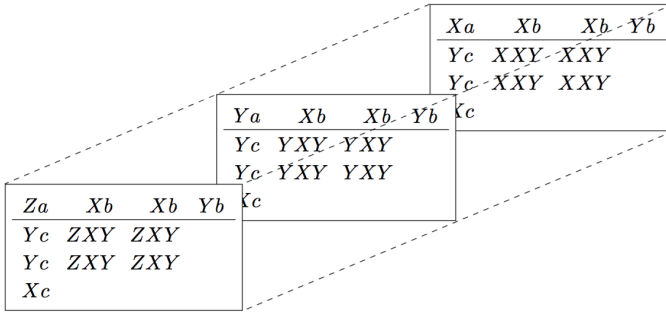 Xa Xb Xb Yb
Yc XXY XXY
Yc XXY XXY
Xc
Ya Xb Xb Yb
Yc YXY YXY
Yc YXY YXY
Xc
Za Xb Xb Yb
Yc ZXY ZXY
Yc ZXY ZXY
Xc